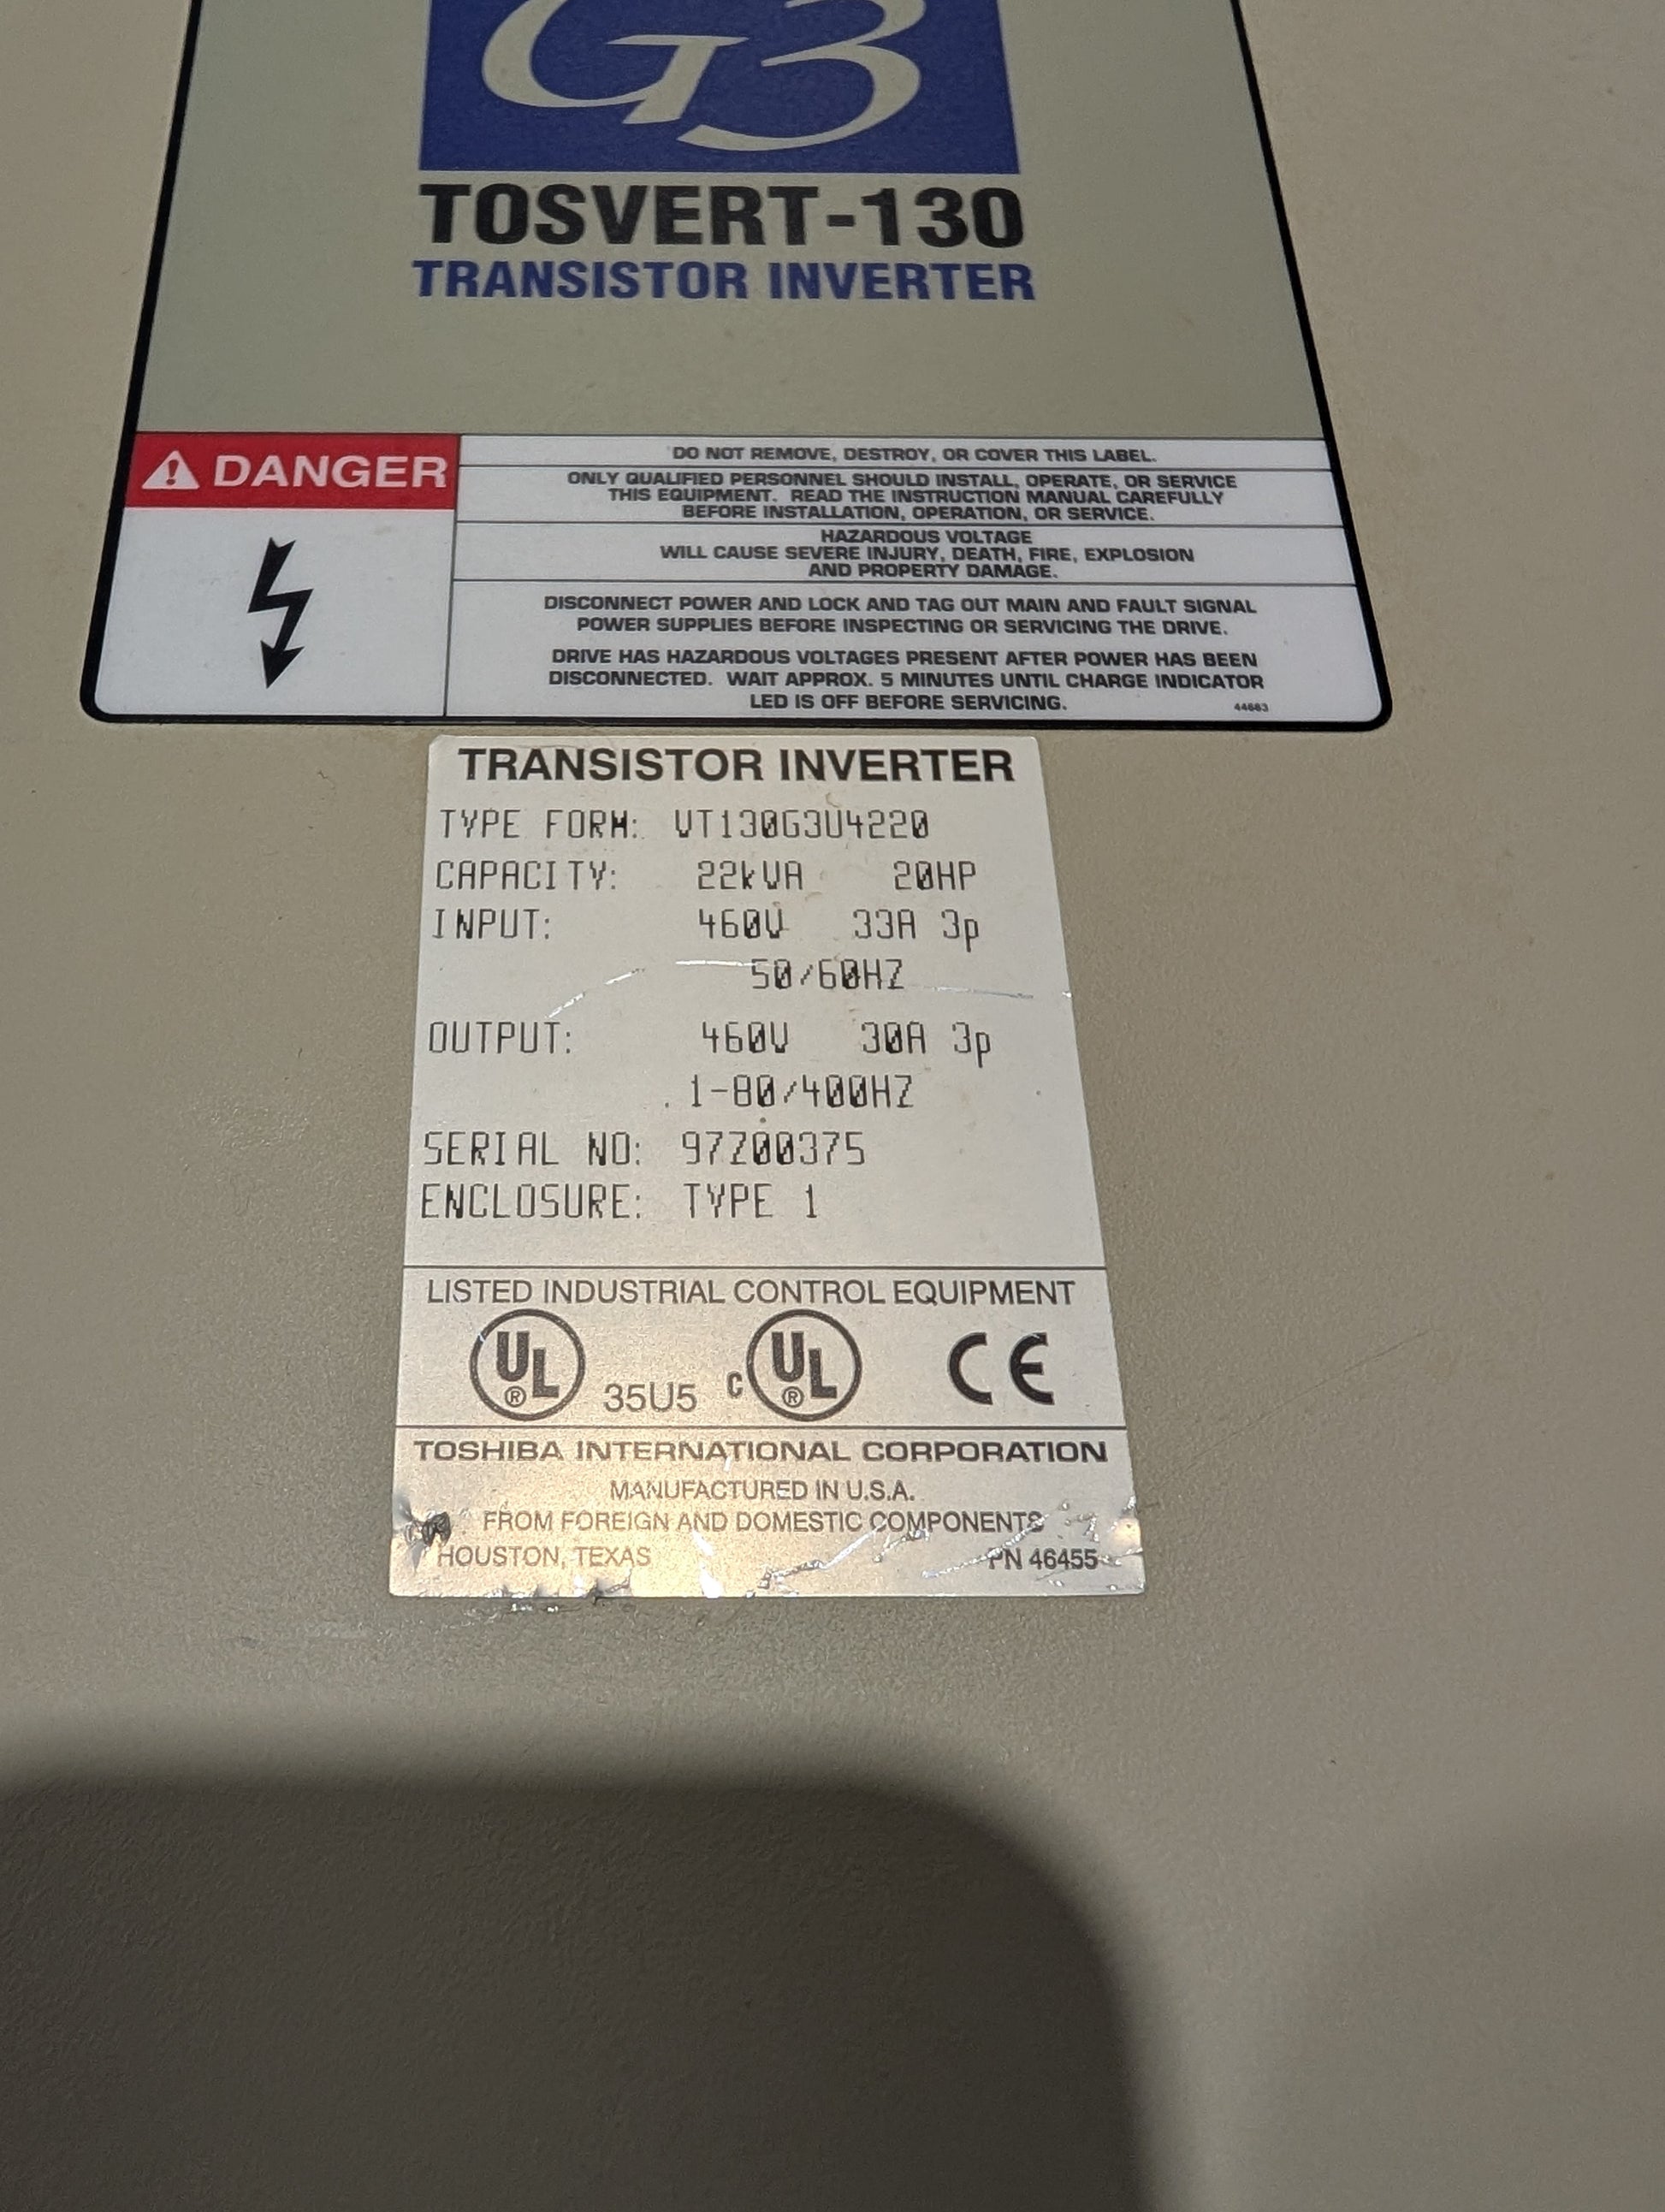 G3
TOSVERT-130
TRANSISTOR INVERTER
DANGER
DO NOT REMOVE, DESTROY, OR COVER THIS LABEL.
ONLY QUALIFIED PERSONNEL SHOULD INSTALL, OPERATE, OR SERVICE
THIS EQUIPMENT. READ THE INSTRUCTION MANUAL CAREFULLY
BEFORE INSTALLATION, OPERATION, OR SERVICE.
HAZARDOUS VOLTAGE
WILL CAUSE SEVERE INJURY, DEATH, FIRE, EXPLOSION
AND PROPERTY DAMAGE.
DISCONNECT POWER AND LOCK AND TAG OUT MAIN AND FAULT SIGNAL
POWER SUPPLIES BEFORE INSPECTING OR SERVICING THE DRIVE.
DRIVE HAS HAZARDOUS VOLTAGES PRESENT AFTER POWER HAS BEEN
DISCONNECTED. WAIT APPROX. 5 MINUTES UNTIL CHARGE INDICATOR
LED IS OFF BEFORE SERVICING.
44683
TRANSISTOR INVERTER
TYPE FORM: VT130G3U4220
CAPACITY: 22kVA 20HP
INPUT: 460V 33A 3p
50/60HZ
OUTPUT: 460V 30A 3p
.1-80/400HZ
SERIAL NO: 97Z00375
ENCLOSURE: TYPE 1
LISTED INDUSTRIAL CONTROL EQUIPMENT
UL ® 35U5 C UL ® CE
TOSHIBA INTERNATIONAL CORPORATION
MANUFACTURED IN U.S.A.
FROM FOREIGN AND DOMESTIC COMPONENTS
HOUSTON, TEXAS PN 46455